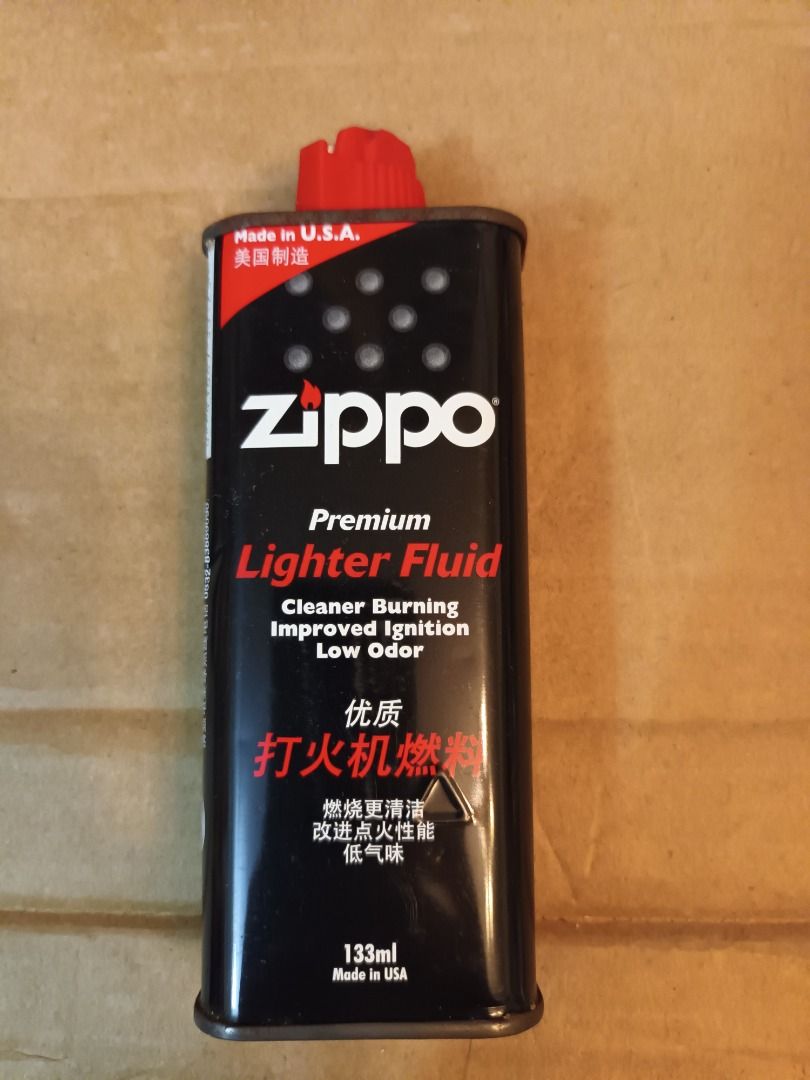 Made in U.S.A.
美国制造
zippo®
Premium
Lighter Fluid
Cleaner Burning
Improved Ignition
Low Odor
优质
打火机燃料
燃烧更清洁
改进点火性能
低气味
133ml
Made in USA